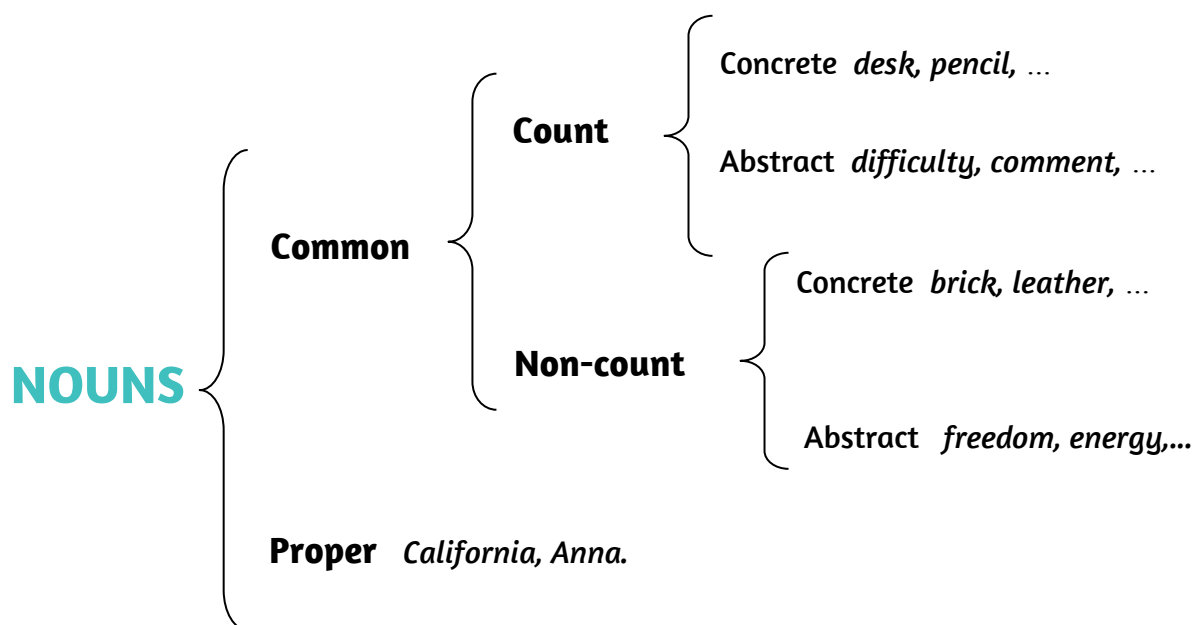 Concrete desk, pencil, ...
Count
Abstract difficulty, comment, ...
Common
Concrete brick, leather, ...
Non-count
NOUNS
Abstract freedom, energy,...
Proper California, Anna.